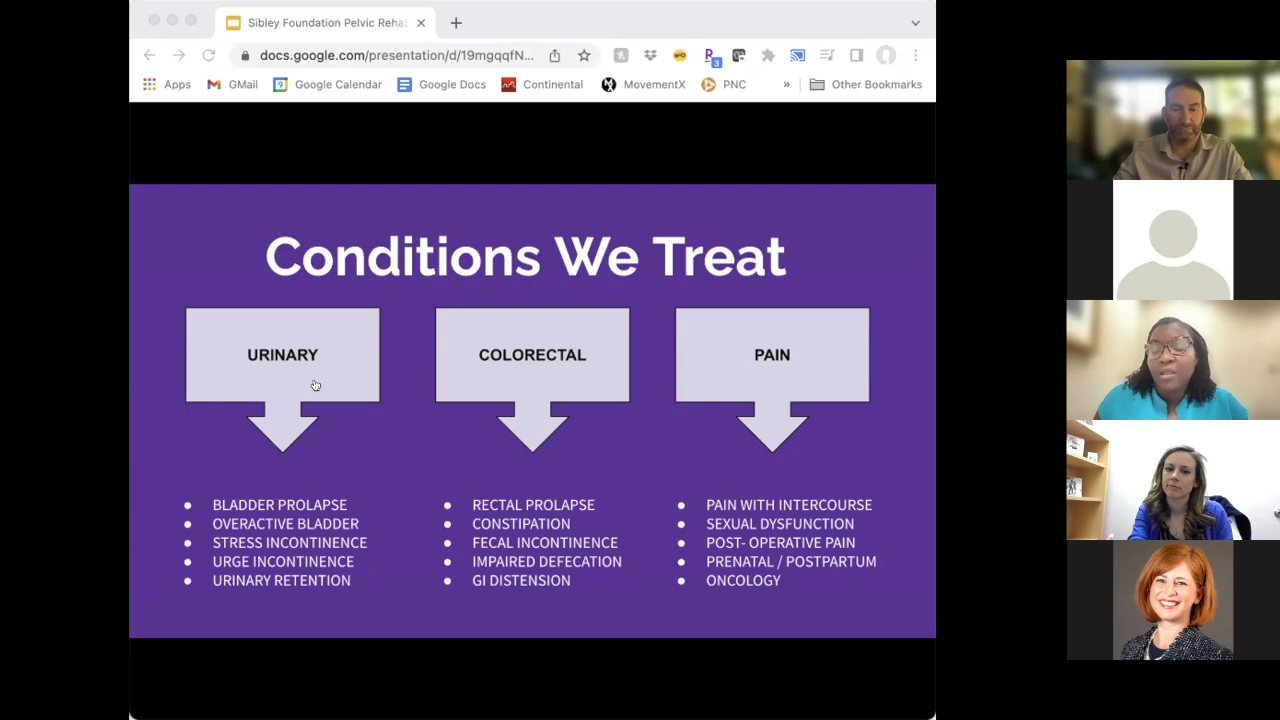 Sibley Foundation Pelvic Reha
docs.google.com/presentation/d/19mgqqfN...
3
Apps
GMail
9
Google Calendar
Google Docs
Continental
MovementX
PNC
»
Other Bookmarks
Conditions We Treat
URINARY
COLORECTAL
PAIN
• BLADDER PROLAPSE
• OVERACTIVE BLADDER
• STRESS INCONTINENCE
• URGE INCONTINENCE
• URINARY RETENTION
• RECTAL PROLAPSE
• CONSTIPATION
• FECAL INCONTINENCE
• IMPAIRED DEFECATION
• GI DISTENSION
• PAIN WITH INTERCOURSE
• SEXUAL DYSFUNCTION
• POST- OPERATIVE PAIN
• PRENATAL / POSTPARTUM
• ONCOLOGY